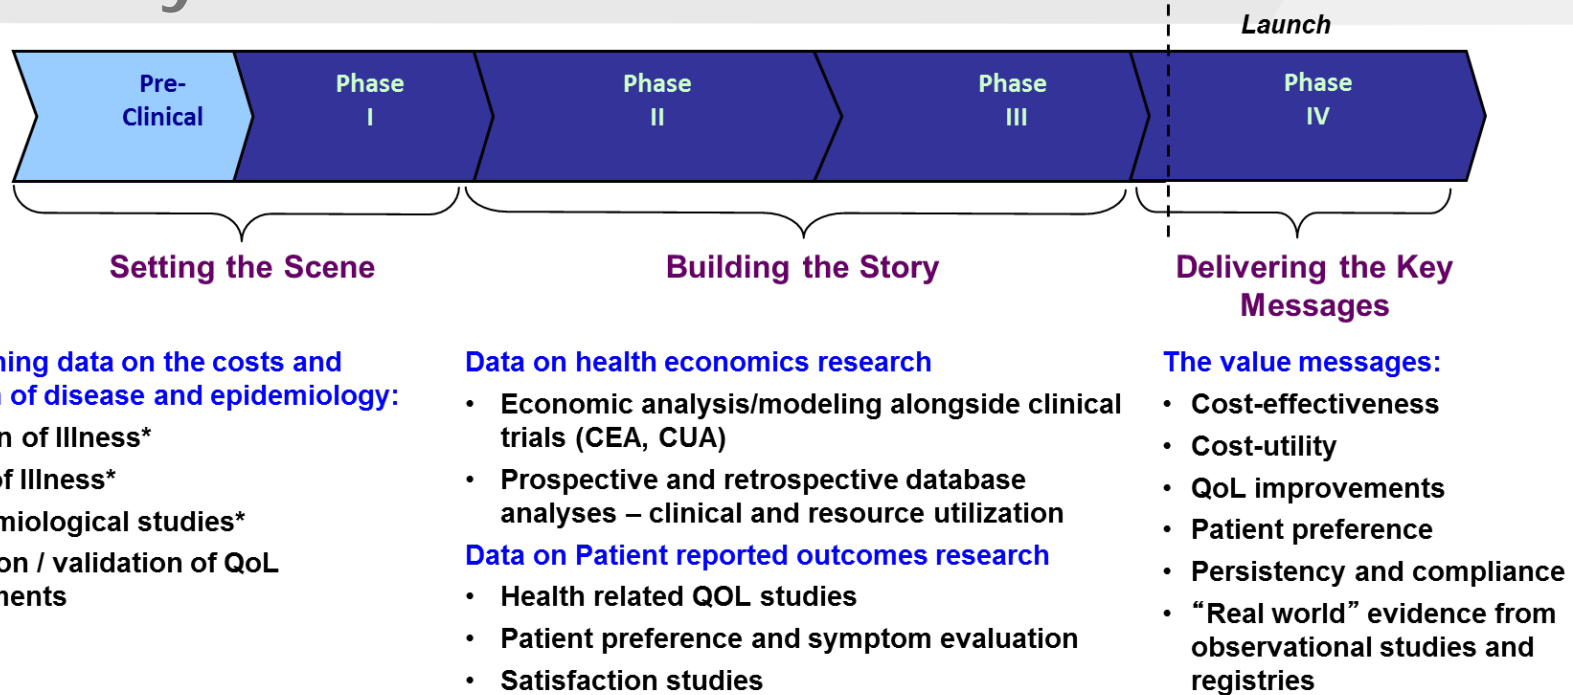 Launch
Pre-
Clinical
Phase
I
Phase
II
Phase
III
Phase
IV
Setting the Scene
Building the Story
Delivering the Key
Messages
data on the costs and
of disease and epidemiology:
of Illness*
of Illness*
studies*
/ validation of QoL
Data on health economics research
• Economic analysis/modeling alongside clinical
trials (CEA, CUA)
• Prospective and retrospective database
analyses – clinical and resource utilization
Data on Patient reported outcomes research
• Health related QOL studies
• Patient preference and symptom evaluation
• Satisfaction studies
The value messages:
• Cost-effectiveness
• Cost-utility
• QoL improvements
• Patient preference
• Persistency and compliance
• “Real world” evidence from
observational studies and
registries